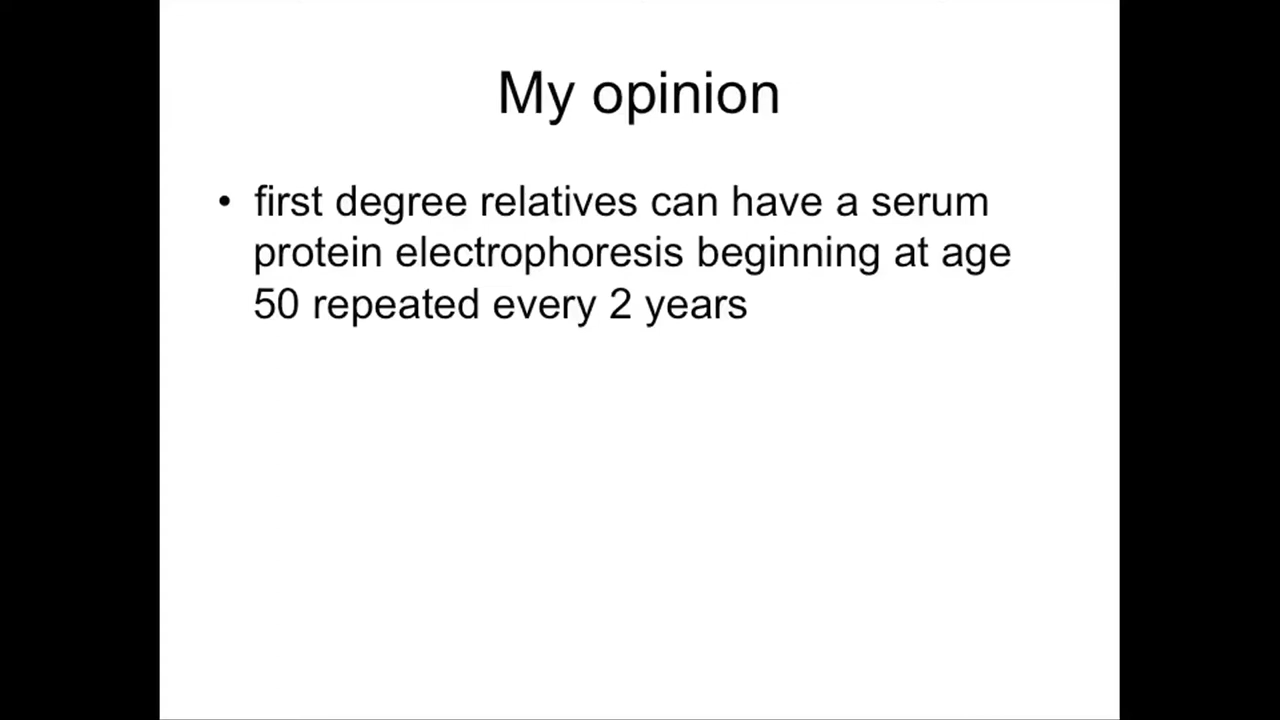 My opinion
• first degree relatives can have a serum
protein electrophoresis beginning at age
50 repeated every 2 years